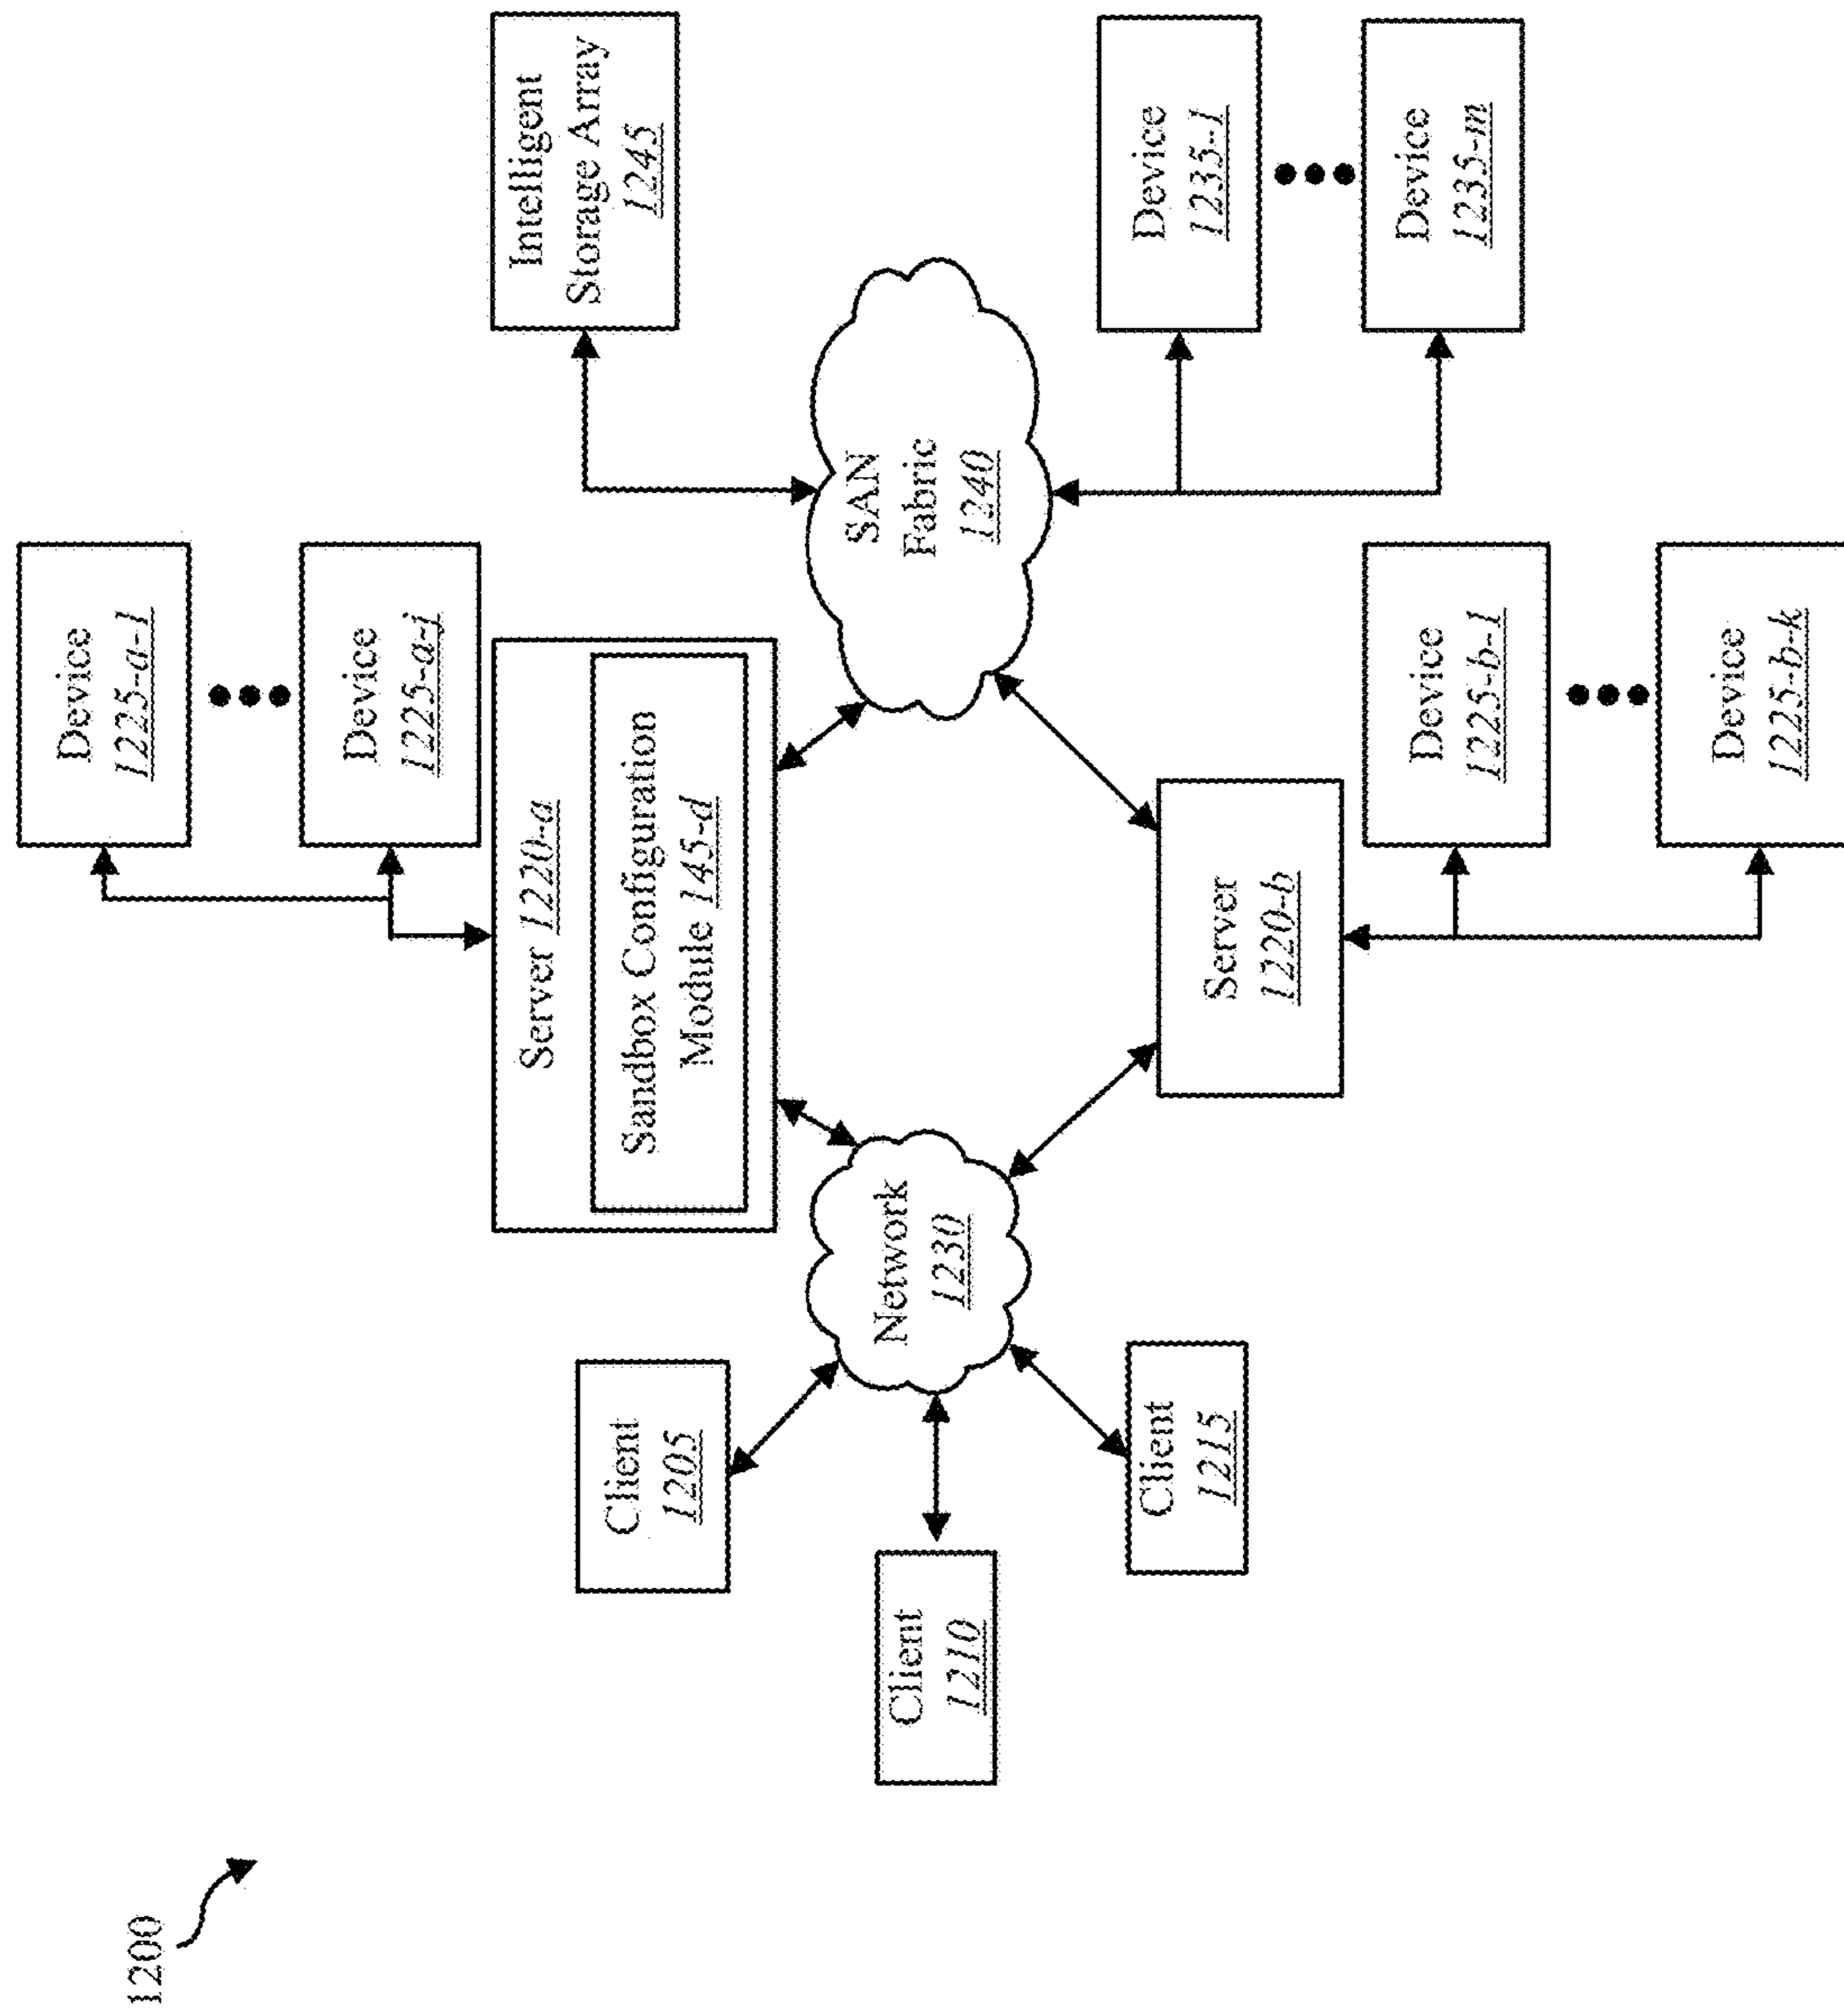 1200
Device
1225-a-1
Device
1225-a-j
Server 1220-a
Sandbox Configuration
Module 145-d
Intelligent
Storage Array
1245
Client
1205
Client
1210
Client
1215
Network
1230
SAN
Fabric
1240
Server
1220-b
Device
1235-1
Device
1235-m
Device
1225-b-1
Device
1225-b-k